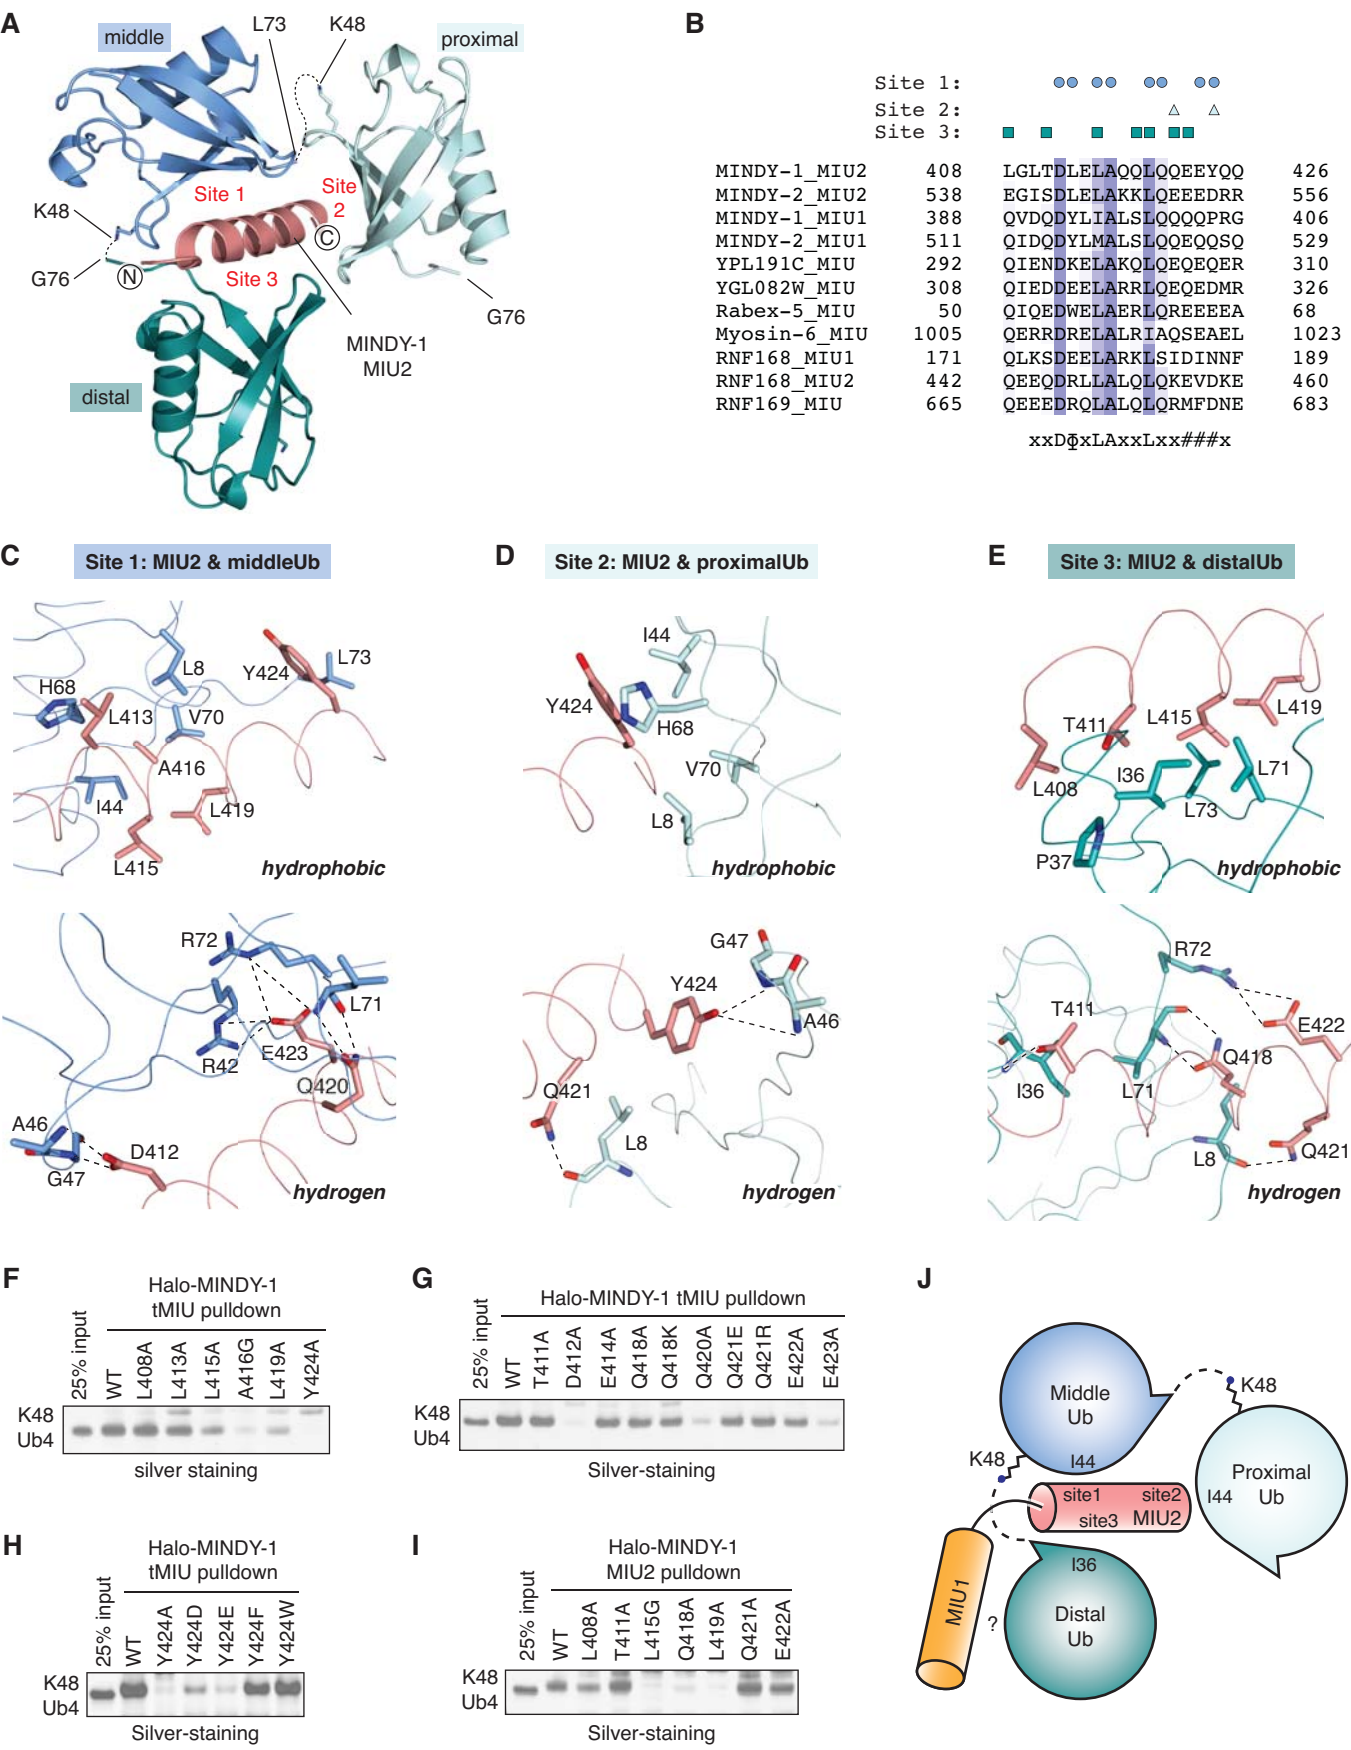 A
middle
L73
K48
proximal
Site 1
Site 2
K48
G76
N
C
Site 3
G76
MINDY-1
MIU2
distal
B
Site 1:
Site 2:
Site 3:
MINDY-1_MIU2 408 LGLTDLELAQQLQQEEYQQ 426
MINDY-2_MIU2 538 EGISDLELAKKLQEEEDRR 556
MINDY-1_MIU1 388 QVDQDYLIALSLQQQQPRG 406
MINDY-2_MIU1 511 QIDQDYLMALSLQQEQQSQ 529
YPL191C_MIU 292 QIENDKELAKQLQEQEQER 310
YGL082W_MIU 308 QIEDDEELARRLQEQEDMR 326
Rabex-5_MIU 50 QIQEDWELAERLQREEEEA 68
Myosin-6_MIU 1005 QERRDRELALRIAQSEAEL 1023
RNF168_MIU1 171 QLKSDEELARKLSIDINNF 189
RNF168_MIU2 442 QEEQDRLLALQLQKEVDKE 460
RNF169_MIU 665 QEEEDRQLALQLQRMFDNE 683
xxDϕxLAxxLxx###x
C
Site 1: MIU2 & middleUb
L8
Y424
L73
H68
L413
V70
A416
I44
L419
L415
hydrophobic
R72
L71
R42
E423
Q420
A46
D412
G47
hydrogen
D
Site 2: MIU2 & proximalUb
I44
Y424
H68
V70
L8
hydrophobic
G47
Y424
A46
Q421
L8
hydrogen
E
Site 3: MIU2 & distalUb
T411
L415
L419
L408
I36
L71
L73
P37
hydrophobic
R72
T411
E422
Q418
I36
L71
L8
Q421
hydrogen
F
Halo-MINDY-1
tMIU pulldown
25% input
WT
L408A
L413A
L415A
A416G
L419A
Y424A
K48
Ub4
silver staining
G
Halo-MINDY-1 tMIU pulldown
25% input
WT
T411A
D412A
E414A
Q418A
Q418K
Q420A
Q421E
Q421R
E422A
E423A
K48
Ub4
Silver-staining
H
Halo-MINDY-1
tMIU pulldown
25% input
WT
Y424A
Y424D
Y424E
Y424F
Y424W
K48
Ub4
Silver-staining
I
Halo-MINDY-1
MIU2 pulldown
25% input
WT
L408A
T411A
L415G
Q418A
L419A
Q421A
E422A
K48
Ub4
Silver-staining
J
Middle
Ub
K48
K48
I44
Proximal
Ub
I44
site1
site2
site3
MIU2
MIU1
I36
?
Distal
Ub